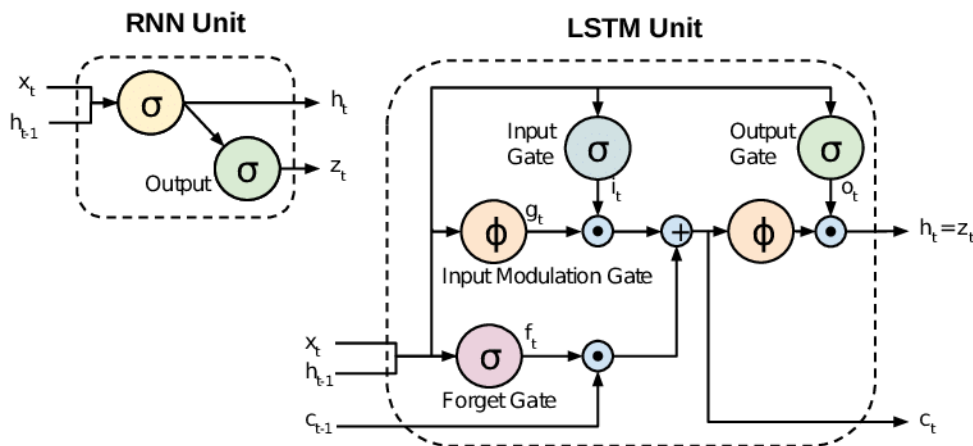 RNN Unit
xₜ
hₜ₋₁
σ
σ
Output
hₜ
zₜ
LSTM Unit
Input
Gate
σ
iₜ
Output
Gate
σ
oₜ
ϕ
gₜ
Input Modulation Gate
+
ϕ
hₜ=zₜ
xₜ
hₜ₋₁
cₜ₋₁
σ
fₜ
Forget Gate
cₜ